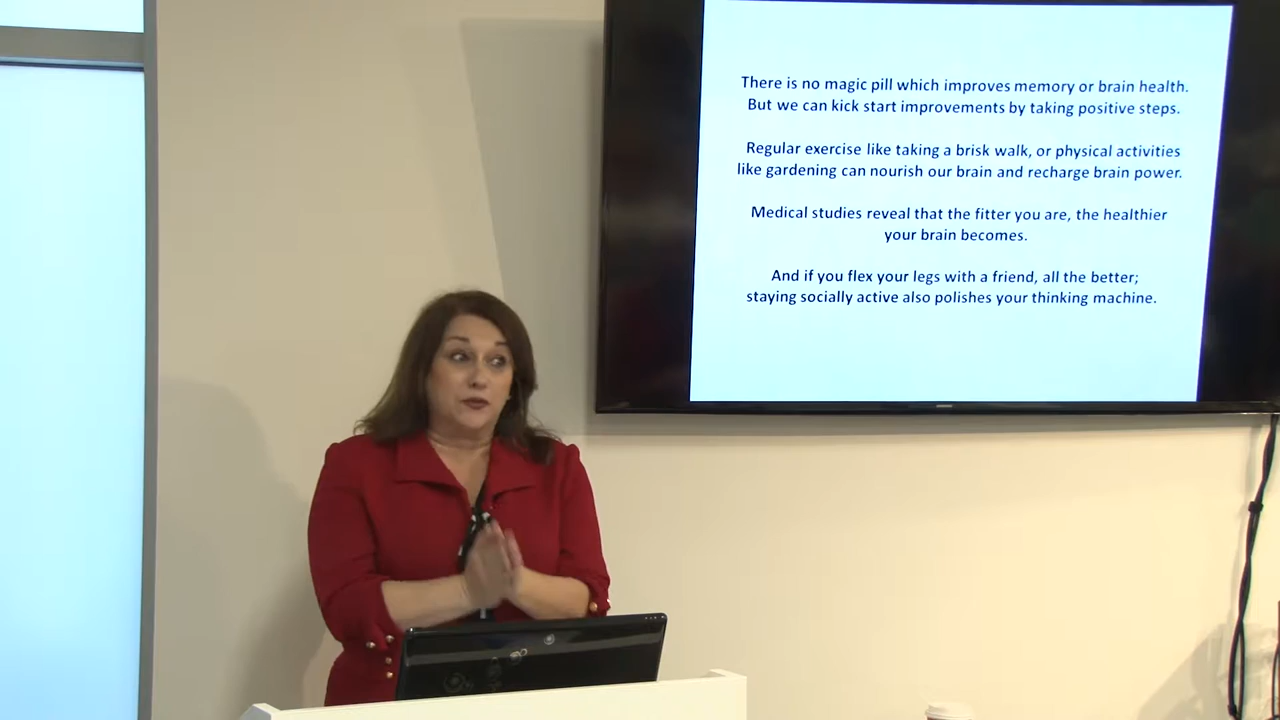 There is no magic pill which improves memory or brain health.
But we can kick start improvements by taking positive steps.
Regular exercise like taking a brisk walk, or physical activities
like gardening can nourish our brain and recharge brain power.
Medical studies reveal that the fitter you are, the healthier
your brain becomes.
And if you flex your legs with a friend, all the better;
staying socially active also polishes your thinking machine.